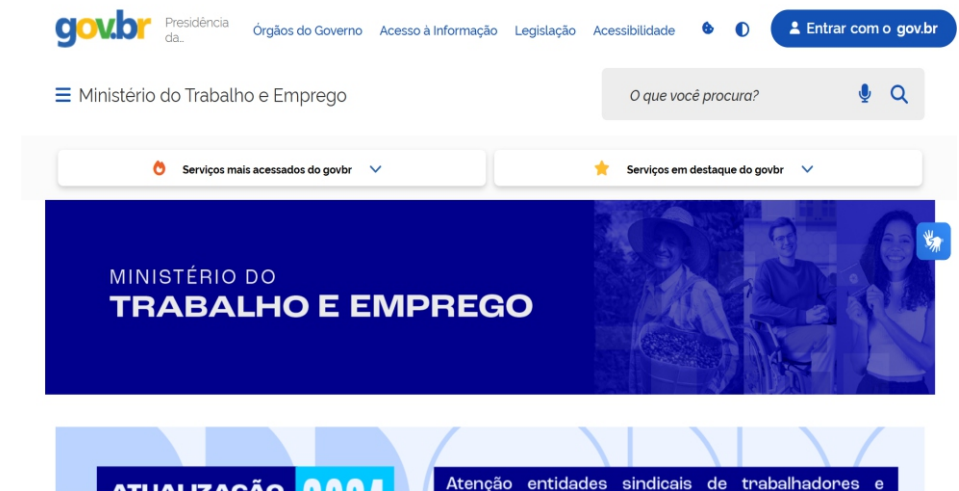 gov.br
Presidência
da...
Órgãos do Governo Acesso à Informação Legislação Acessibilidade
Entrar com o gov.br
Ministério do Trabalho e Emprego
O que você procura?
Serviços mais acessados do govbr
Serviços em destaque do govbr
MINISTÉRIO DO
TRABALHO E EMPREGO
ATUALIZAÇÃO 2024
Atenção entidades sindicais de trabalhadores e